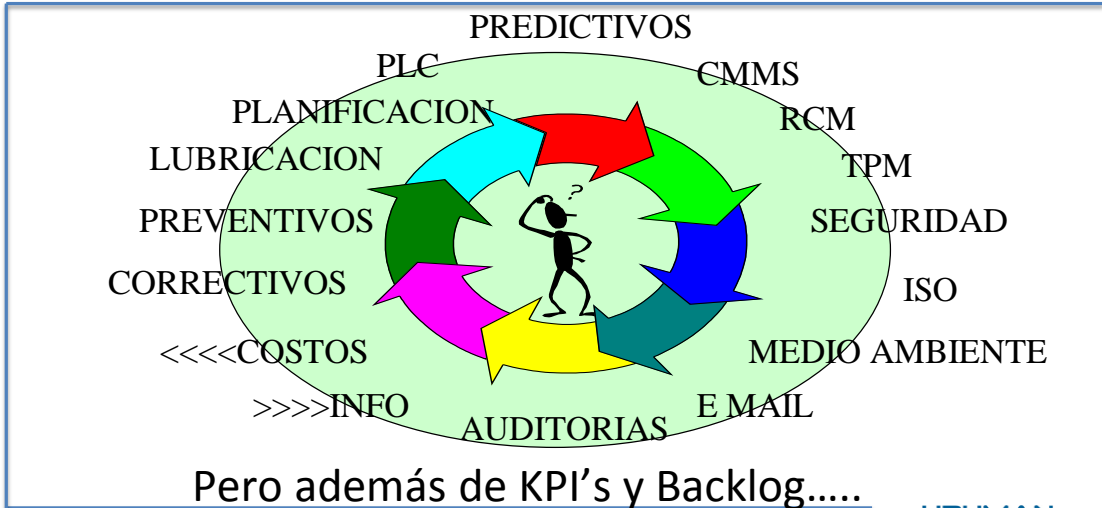 PREDICTIVOS
PLC
CMMS
PLANIFICACION
RCM
LUBRICACION
TPM
PREVENTIVOS
SEGURIDAD
CORRECTIVOS
ISO
<<<<COSTOS
MEDIO AMBIENTE
>>>>INFO
E MAIL
AUDITORIAS
?
Pero además de KPI's y Backlog.....